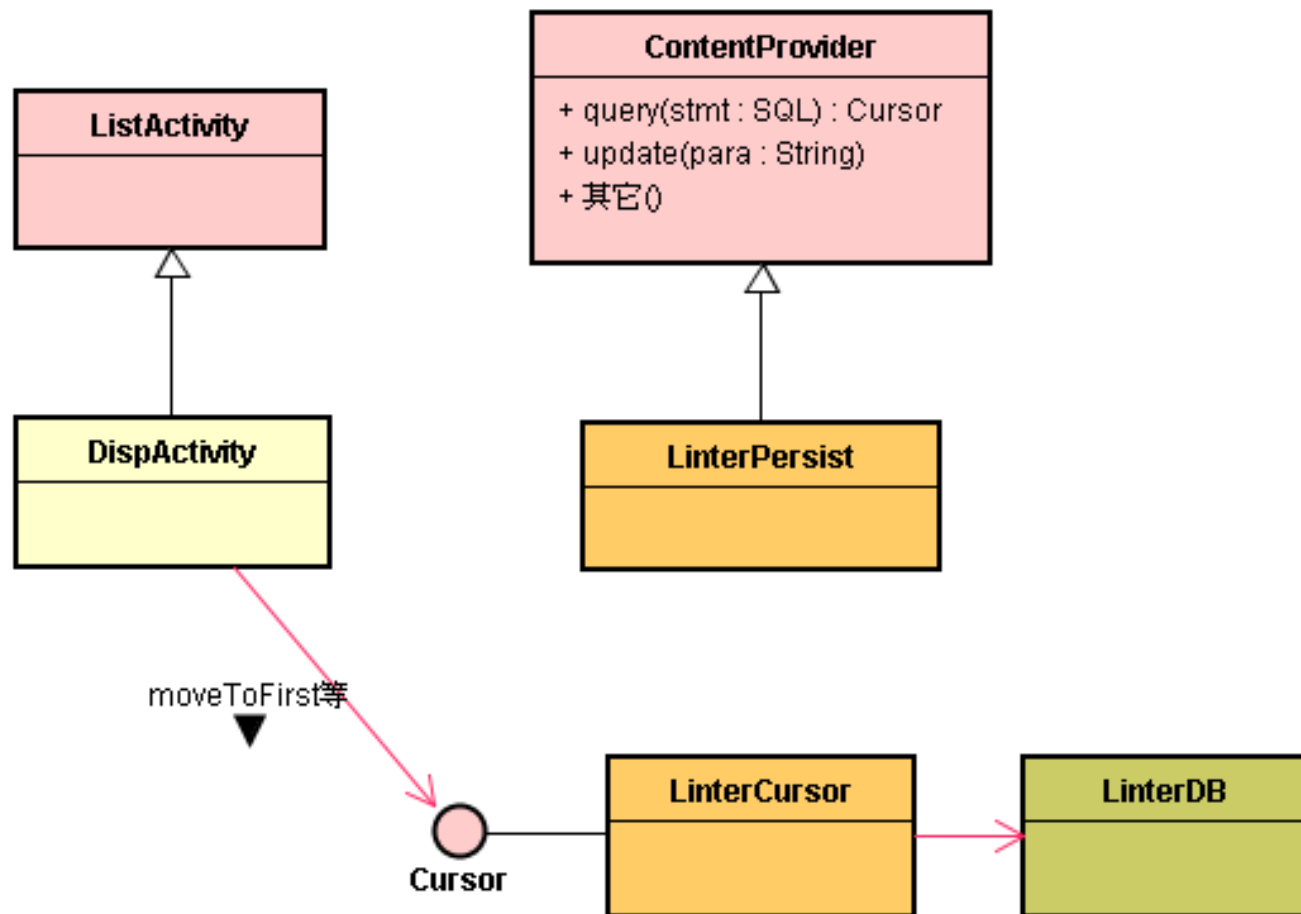 ContentProvider
+ query(stmt : SQL) : Cursor
+ update(para : String)
+ 其它()
ListActivity
DispActivity
LinterPersist
moveToFirst等
Cursor
LinterCursor
LinterDB